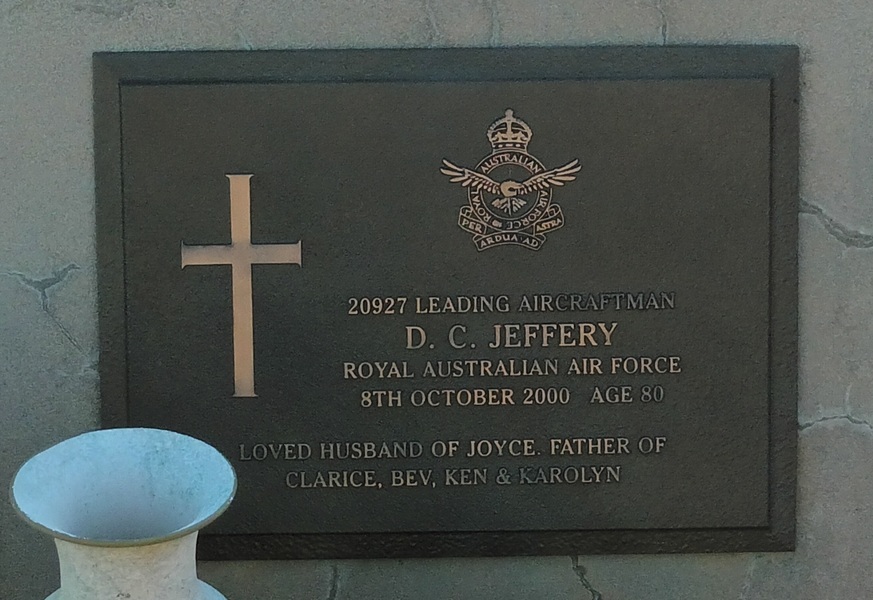 ROYAL AUSTRALIAN AIR FORCE
PER ARDUA AD ASTRA
20927 LEADING AIRCRAFTMAN
D. C. JEFFERY
ROYAL AUSTRALIAN AIR FORCE
8TH OCTOBER 2000 AGE 80
LOVED HUSBAND OF JOYCE. FATHER OF
CLARICE, BEV, KEN & KAROLYN